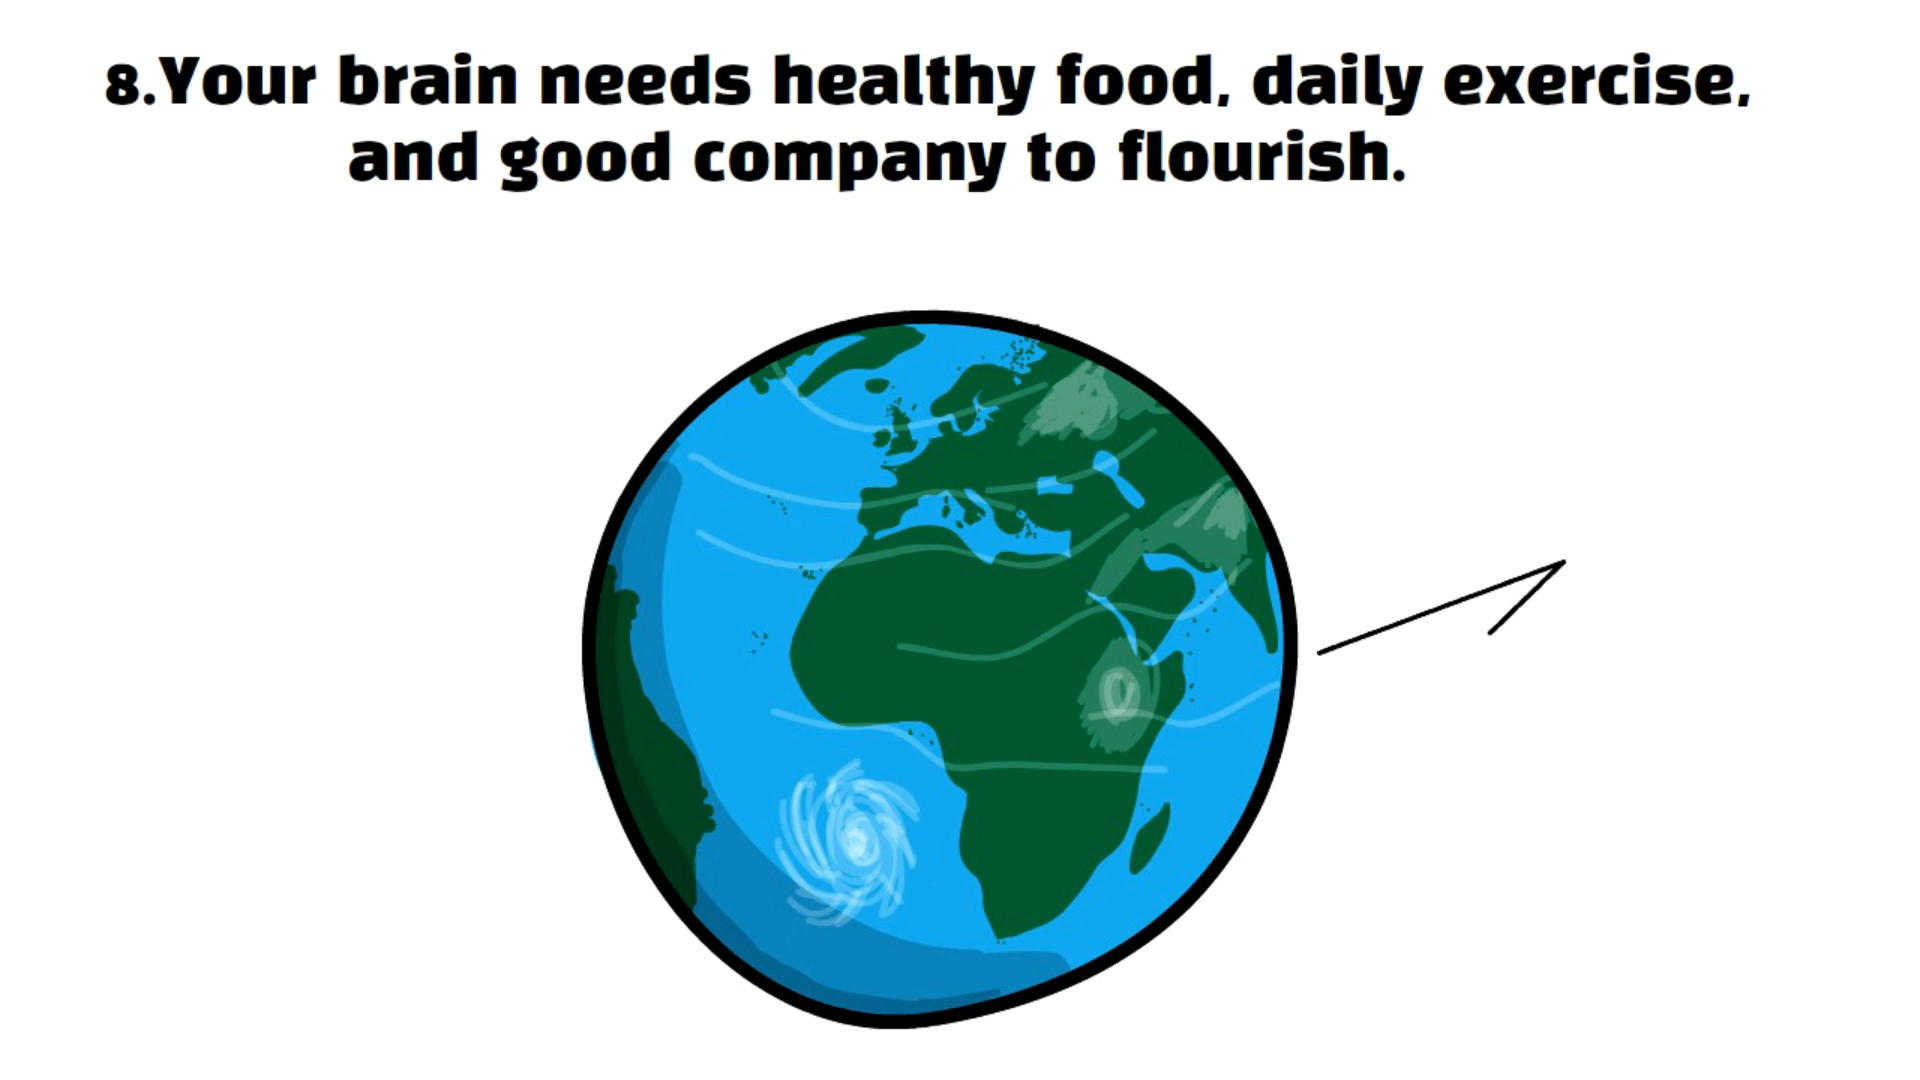 8.Your brain needs healthy food, daily exercise,
and good company to flourish.